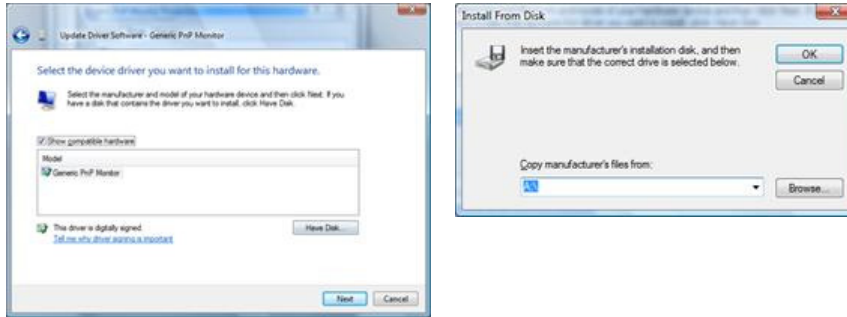 Update Driver Software - Generic PnP Monitor
Select the device driver you want to install for this hardware.
Select the manufacturer and model of your hardware device and then click Next. If you
have a disk that contains the driver you want to install, click Have Disk.
Show compatible hardware
Model
Generic PnP Monitor
This driver is digitally signed.
Tell me why driver signing is important
Have Disk...
Next
Cancel
Install From Disk
Insert the manufacturer's installation disk, and then
make sure that the correct drive is selected below.
OK
Cancel
Copy manufacturer's files from:
A:\
Browse...